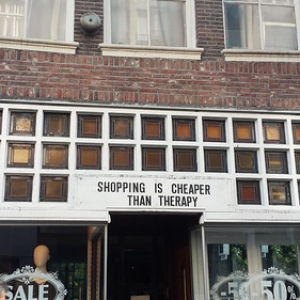 SHOPPING IS CHEAPER
THAN THERAPY
SALE
-50%